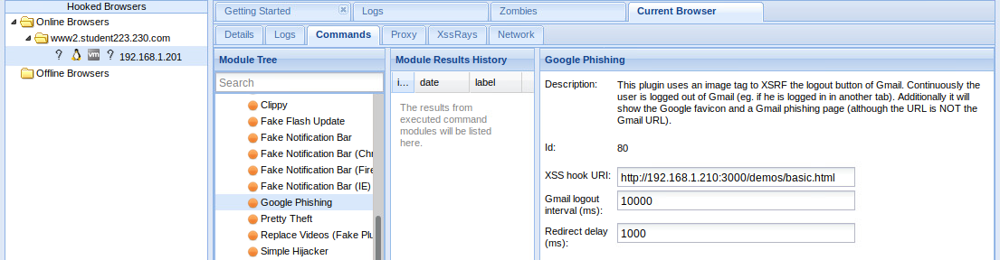 Hooked Browsers
Online Browsers
www2.student223.230.com
? vm ? 192.168.1.201
Offline Browsers
Getting Started
Logs
Zombies
Current Browser
Details
Logs
Commands
Proxy
XssRays
Network
Module Tree
Search
Clippy
Fake Flash Update
Fake Notification Bar
Fake Notification Bar (Chr
Fake Notification Bar (Fire
Fake Notification Bar (IE)
Google Phishing
Pretty Theft
Replace Videos (Fake Plu
Simple Hijacker
Module Results History
i... date label
The results from
executed command
modules will be listed
here.
Google Phishing
Description: This plugin uses an image tag to XSRF the logout button of Gmail. Continuously the
user is logged out of Gmail (eg. if he is logged in in another tab). Additionally it will
show the Google favicon and a Gmail phishing page (although the URL is NOT the
Gmail URL).
Id: 80
XSS hook URI: http://192.168.1.210:3000/demos/basic.html
Gmail logout
interval (ms): 10000
Redirect delay
(ms): 1000